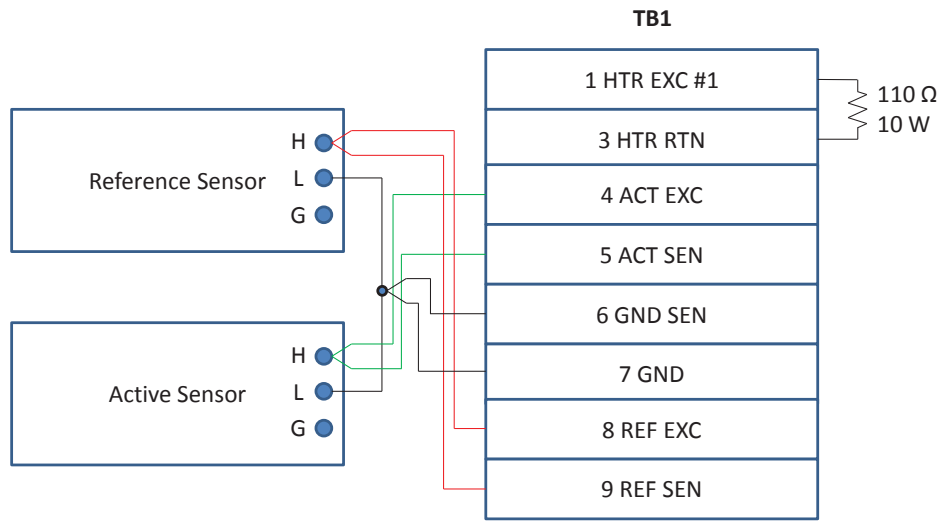 TB1
1 HTR EXC #1
3 HTR RTN
4 ACT EXC
5 ACT SEN
6 GND SEN
7 GND
8 REF EXC
9 REF SEN
110 Ω
10 W
Reference Sensor
H
L
G
Active Sensor
H
L
G